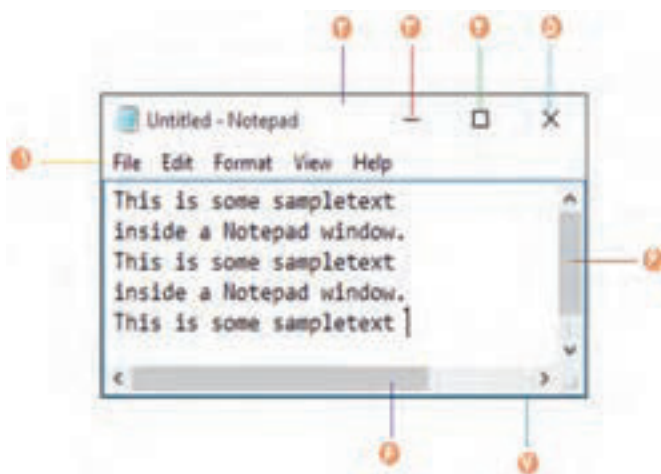 Untitled - Notepad
File Edit Format View Help
This is some sampletext
inside a Notepad window.
This is some sampletext
inside a Notepad window.
This is some sampletext